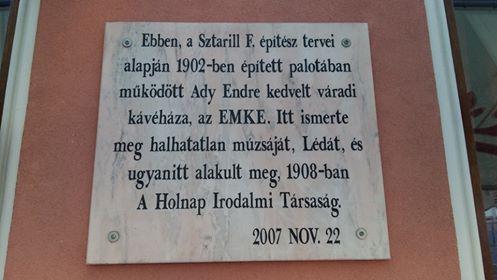 Ebben, a Sztarill F. építész tervei
alapján 1902-ben épített palotában
működött Ady Endre kedvelt váradi
kávéháza, az EMKE. Itt ismerte
meg halhatatlan múzsáját, Lédát, és
ugyanitt alakult meg, 1908-ban
A Holnap Irodalmi Társaság.
2007 NOV. 22